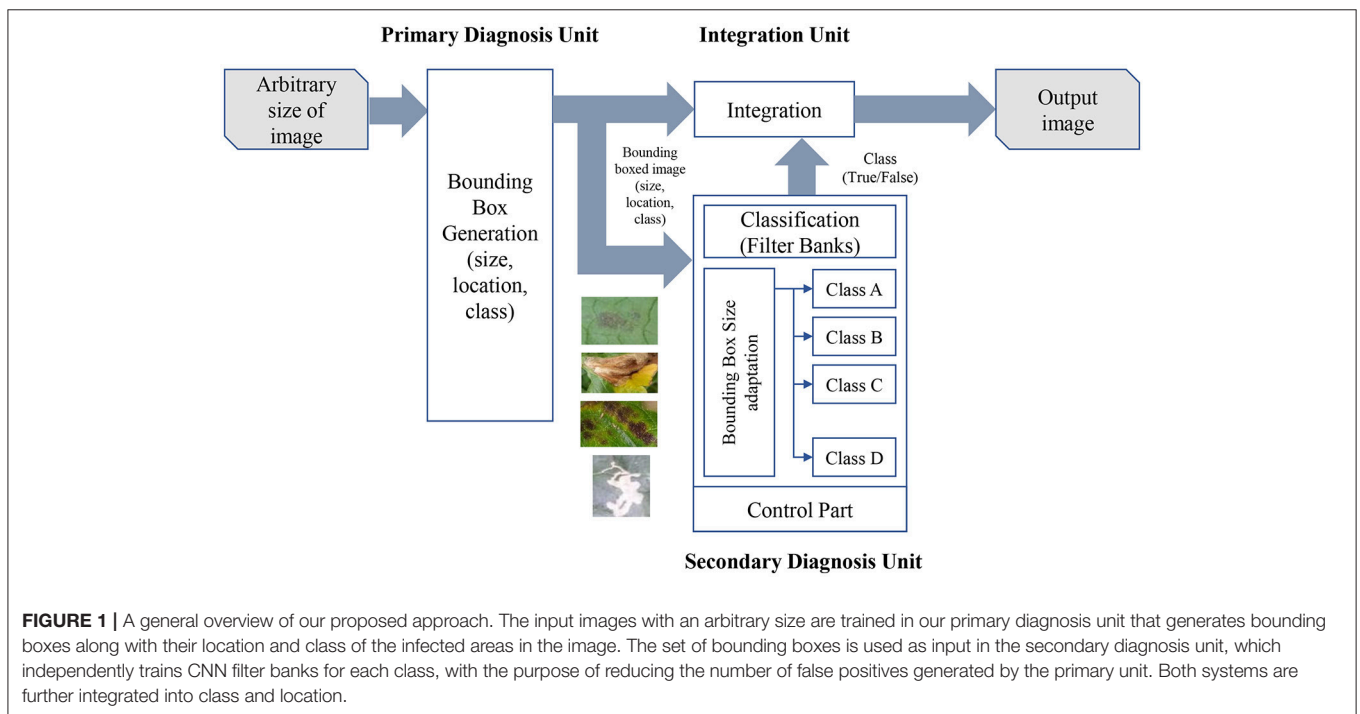 Primary Diagnosis Unit
Integration Unit
Arbitrary
size of
image
Bounding
Box
Generation
(size,
location,
class)
Integration
Output
image
Bounding
boxed image
(size,
location,
class)
Class
(True/False)
Classification
(Filter Banks)
Bounding Box Size
adaptation
Class A
Class B
Class C
Class D
Control Part
Secondary Diagnosis Unit
FIGURE 1 | A general overview of our proposed approach. The input images with an arbitrary size are trained in our primary diagnosis unit that generates bounding
boxes along with their location and class of the infected areas in the image. The set of bounding boxes is used as input in the secondary diagnosis unit, which
independently trains CNN filter banks for each class, with the purpose of reducing the number of false positives generated by the primary unit. Both systems are
further integrated into class and location.